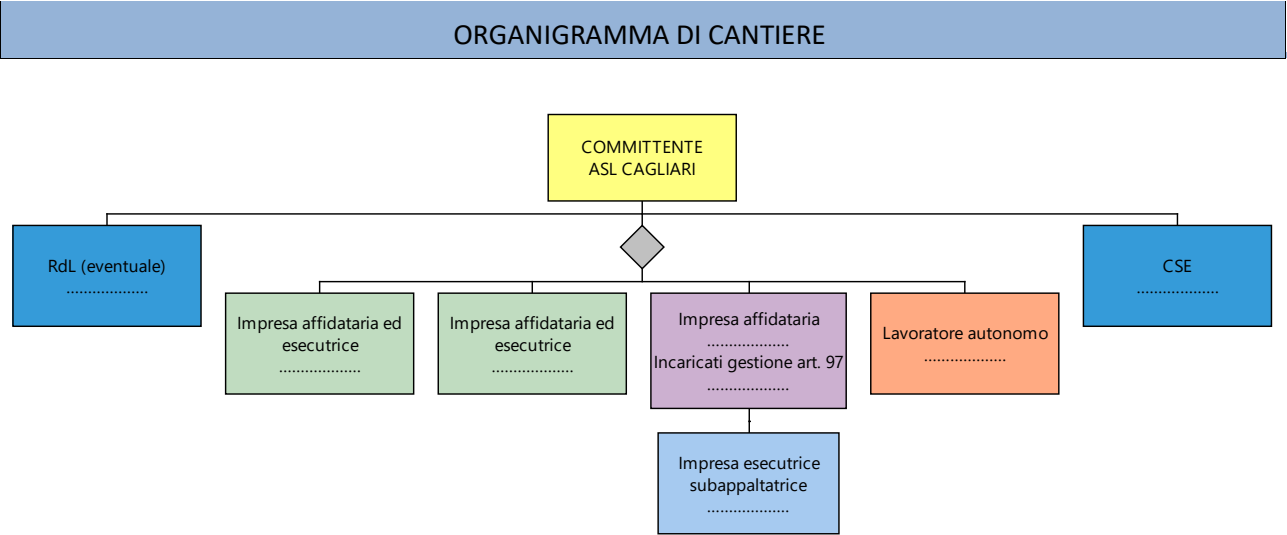 ORGANIGRAMMA DI CANTIERE
COMMITTENTE
ASL CAGLIARI
RdL (eventuale)
...................
CSE
...................
Impresa affidataria ed
esecutrice
...................
Impresa affidataria ed
esecutrice
...................
Impresa affidataria
...................
Incaricati gestione art. 97
...................
Lavoratore autonomo
...................
Impresa esecutrice
subappaltatrice
...................